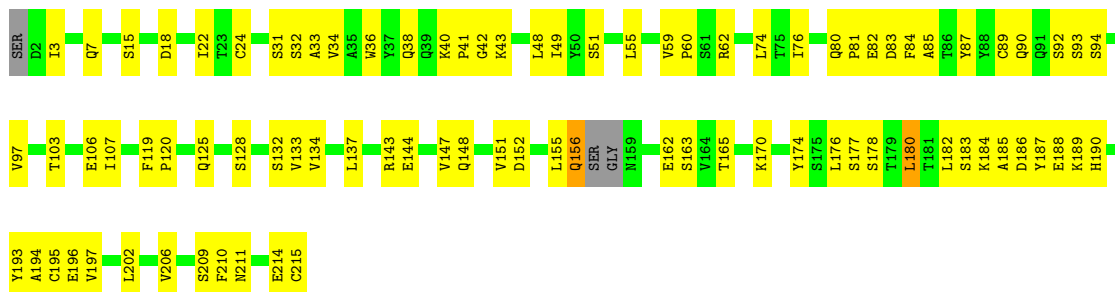 SER D2 I3 Q7 S15 D18 I22 T23 C24 S31 S32 A33 V34 A35 W36 Y37 Q38 Q39 K40 P41 G42 K43 L48 I49 Y50 S51 L55 V59 P60 S61 R62 L74 T75 I76 Q80 P81 E82 D83 F84 A85 T86 Y87 Y88 C89 Q90 Q91 S92 S93 S94
V97 T103 E106 I107 F119 P120 Q125 S128 S132 V133 V134 L137 R143 E144 V147 Q148 V151 D152 L155 Q156 SER GLY N159 E162 S163 V164 T165 K170 Y174 S175 L176 S177 S178 T179 L180 T181 L182 S183 K184 A185 D186 Y187 E188 K189 H190
Y193 A194 C195 E196 V197 L202 V206 S209 F210 N211 E214 C215